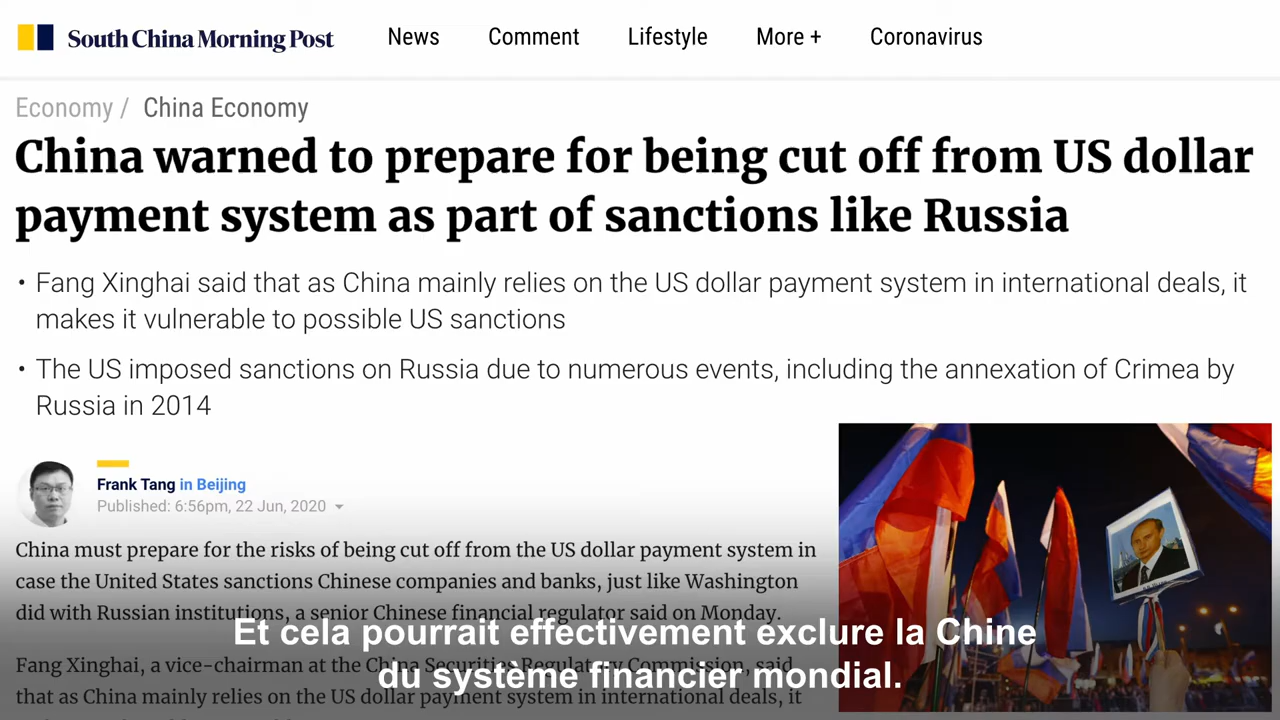 South China Morning Post
News Comment Lifestyle More + Coronavirus
Economy / China Economy
China warned to prepare for being cut off from US dollar
payment system as part of sanctions like Russia
• Fang Xinghai said that as China mainly relies on the US dollar payment system in international deals, it
makes it vulnerable to possible US sanctions
• The US imposed sanctions on Russia due to numerous events, including the annexation of Crimea by
Russia in 2014
Frank Tang in Beijing
Published: 6:56pm, 22 Jun, 2020
China must prepare for the risks of being cut off from the US dollar payment system in
case the United States sanctions Chinese companies and banks, just like Washington
did with Russian institutions, a senior Chinese financial regulator said on Monday.
Fang Xinghai, a vice-chairman at the China Securities Regulatory Commission, said
that as China mainly relies on the US dollar payment system in international deals, it
Et cela pourrait effectivement exclure la Chine
du système financier mondial.